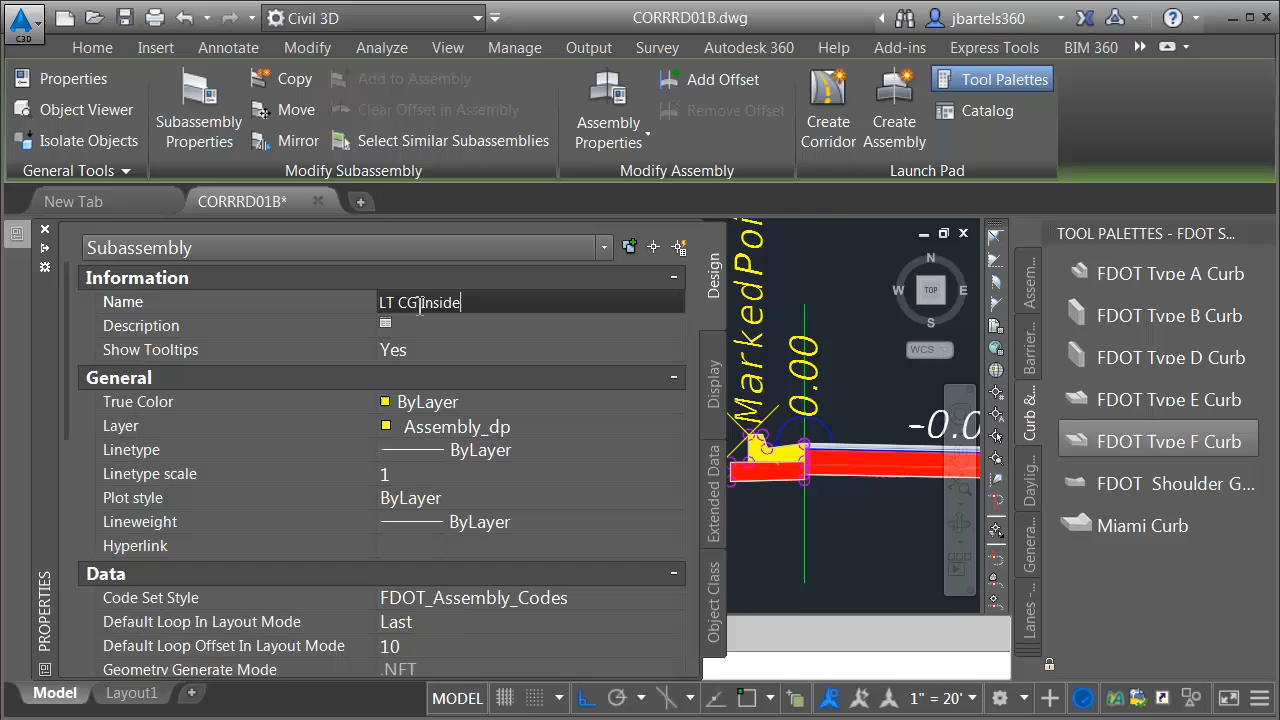 C3D
Civil 3D
CORRRD01B.dwg
jbartels360
Home Insert Annotate Modify Analyze View Manage Output Survey Autodesk 360 Help Add-ins Express Tools BIM 360
Properties
Object Viewer
Isolate Objects
General Tools
Subassembly
Properties
Copy
Move
Mirror
Add to Assembly
Clear Offset in Assembly
Select Similar Subassemblies
Modify Subassembly
Assembly
Properties
Add Offset
Remove Offset
Modify Assembly
Create
Corridor
Create
Assembly
Tool Palettes
Catalog
Launch Pad
New Tab
CORRRD01B*
Subassembly
Information
Name LT CG Inside
Description
Show Tooltips Yes
General
True Color ByLayer
Layer Assembly_dp
Linetype ByLayer
Linetype scale 1
Plot style ByLayer
Lineweight ByLayer
Hyperlink
Data
Code Set Style FDOT_Assembly_Codes
Default Loop In Layout Mode Last
Default Loop Offset In Layout Mode 10
Geometry Generate Mode .NET
PROPERTIES
Design
Display
Extended Data
Object Class
MarkedPoi
0.00
-0.0
N
W TOP E
S
WCS
Assem...
Barrier...
Curb &...
Daylig...
Genera...
Lanes -...
TOOL PALETTES - FDOT S...
FDOT Type A Curb
FDOT Type B Curb
FDOT Type D Curb
FDOT Type E Curb
FDOT Type F Curb
FDOT Shoulder G...
Miami Curb
Model Layout1
MODEL
1" = 20'